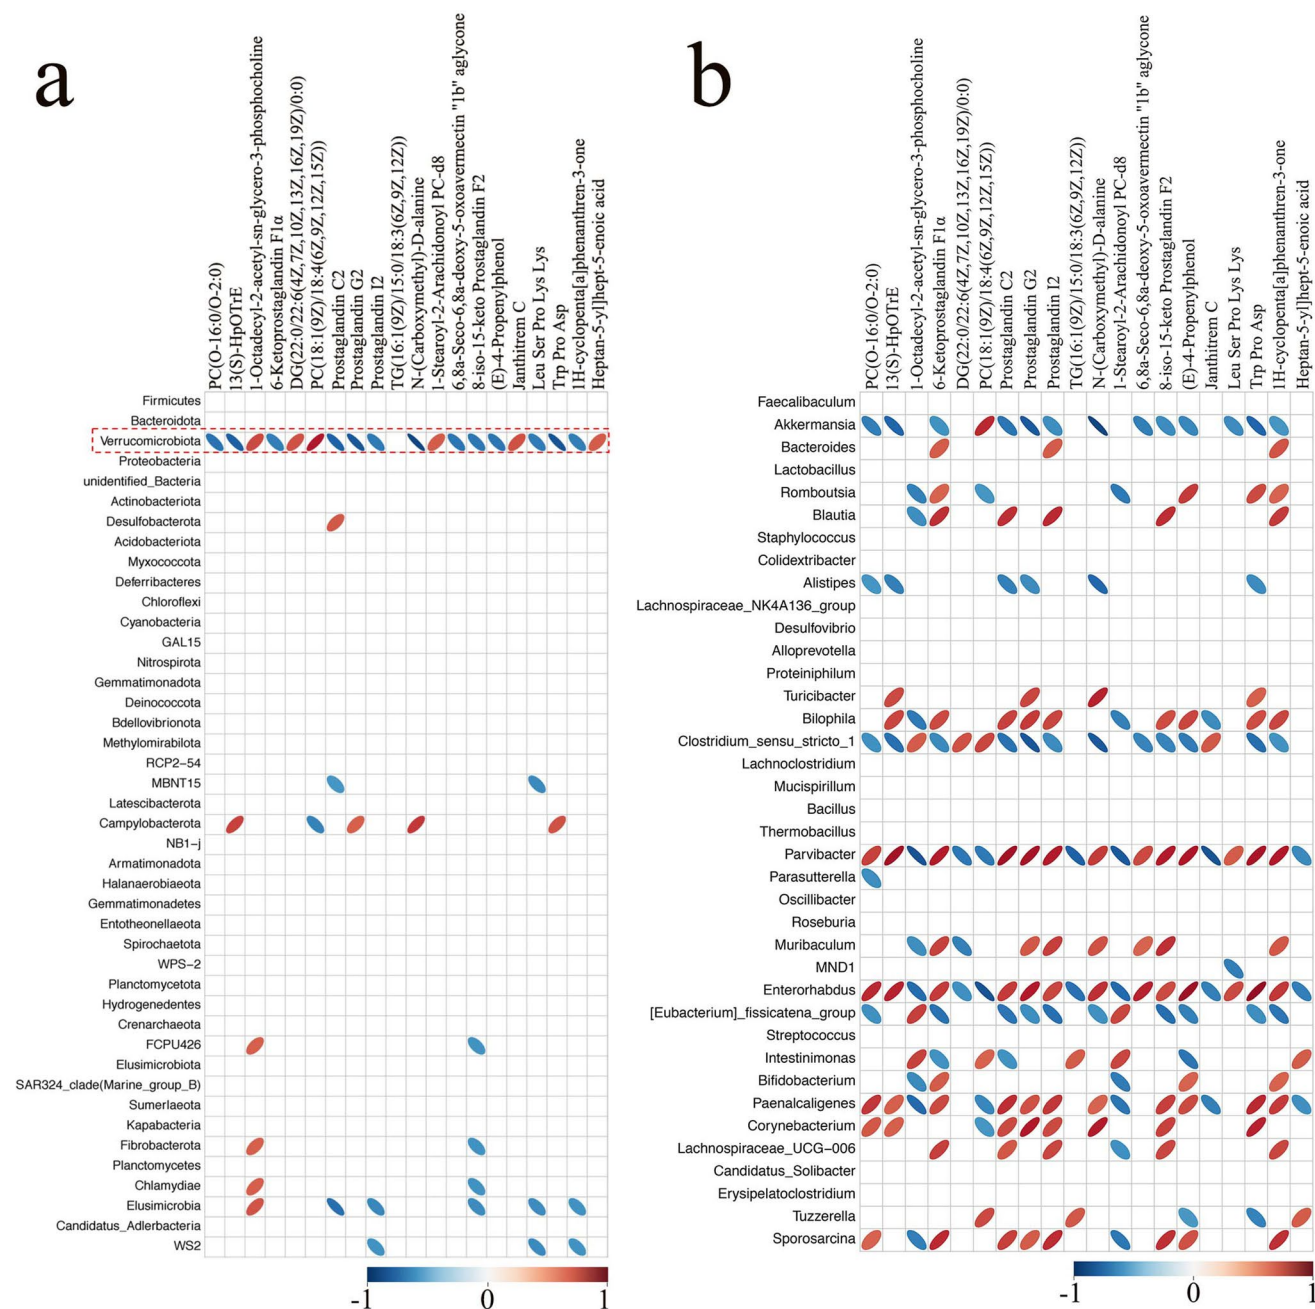 a
PC(O-16:0/O-2:0)
13(S)-HpOTrE
1-Octadecyl-2-acetyl-sn-glycero-3-phosphocholine
6-Ketoprostaglandin F1α
DG(22:0/22:6(4Z,7Z,10Z,13Z,16Z,19Z)/0:0)
PC(18:1(9Z)/18:4(6Z,9Z,12Z,15Z))
Prostaglandin C2
Prostaglandin G2
Prostaglandin I2
TG(16:1(9Z)/15:0/18:3(6Z,9Z,12Z))
N-(Carboxymethyl)-D-alanine
1-Stearoyl-2-Arachidonoyl PC-d8
6,8a-Seco-6,8a-deoxy-5-oxoavermectin "1b" aglycone
8-iso-15-keto Prostaglandin F2
(E)-4-Propenylphenol
Janthitrem C
Leu Ser Pro Lys Lys
Trp Pro Asp
1H-cyclopenta[a]phenanthren-3-one
Heptan-5-yl]hept-5-enoic acid
Firmicutes
Bacteroidota
Verrucomicrobiota
Proteobacteria
unidentified_Bacteria
Actinobacteriota
Desulfobacterota
Acidobacteriota
Myxococcota
Deferribacteres
Chloroflexi
Cyanobacteria
GAL15
Nitrospirota
Gemmatimonadota
Deinococcota
Bdellovibrionota
Methylomirabilota
RCP2−54
MBNT15
Latescibacterota
Campylobacterota
NB1−j
Armatimonadota
Halanaerobiaeota
Gemmatimonadetes
Entotheonellaeota
Spirochaetota
WPS−2
Planctomycetota
Hydrogenedentes
Crenarchaeota
FCPU426
Elusimicrobiota
SAR324_clade(Marine_group_B)
Sumerlaeota
Kapabacteria
Fibrobacterota
Planctomycetes
Chlamydiae
Elusimicrobia
Candidatus_Adlerbacteria
WS2
-1 0 1
b
PC(O-16:0/O-2:0)
13(S)-HpOTrE
1-Octadecyl-2-acetyl-sn-glycero-3-phosphocholine
6-Ketoprostaglandin F1α
DG(22:0/22:6(4Z,7Z,10Z,13Z,16Z,19Z)/0:0)
PC(18:1(9Z)/18:4(6Z,9Z,12Z,15Z))
Prostaglandin C2
Prostaglandin G2
Prostaglandin I2
TG(16:1(9Z)/15:0/18:3(6Z,9Z,12Z))
N-(Carboxymethyl)-D-alanine
1-Stearoyl-2-Arachidonoyl PC-d8
6,8a-Seco-6,8a-deoxy-5-oxoavermectin "1b" aglycone
8-iso-15-keto Prostaglandin F2
(E)-4-Propenylphenol
Janthitrem C
Leu Ser Pro Lys Lys
Trp Pro Asp
1H-cyclopenta[a]phenanthren-3-one
Heptan-5-yl]hept-5-enoic acid
Faecalibaculum
Akkermansia
Bacteroides
Lactobacillus
Romboutsia
Blautia
Staphylococcus
Colidextribacter
Alistipes
Lachnospiraceae_NK4A136_group
Desulfovibrio
Alloprevotella
Proteiniphilum
Turicibacter
Bilophila
Clostridium_sensu_stricto_1
Lachnoclostridium
Mucispirillum
Bacillus
Thermobacillus
Parvibacter
Parasutterella
Oscillibacter
Roseburia
Muribaculum
MND1
Enterorhabdus
[Eubacterium]_fissicatena_group
Streptococcus
Intestinimonas
Bifidobacterium
Paenalcaligenes
Corynebacterium
Lachnospiraceae_UCG−006
Candidatus_Solibacter
Erysipelatoclostridium
Tuzzerella
Sporosarcina
-1 0 1